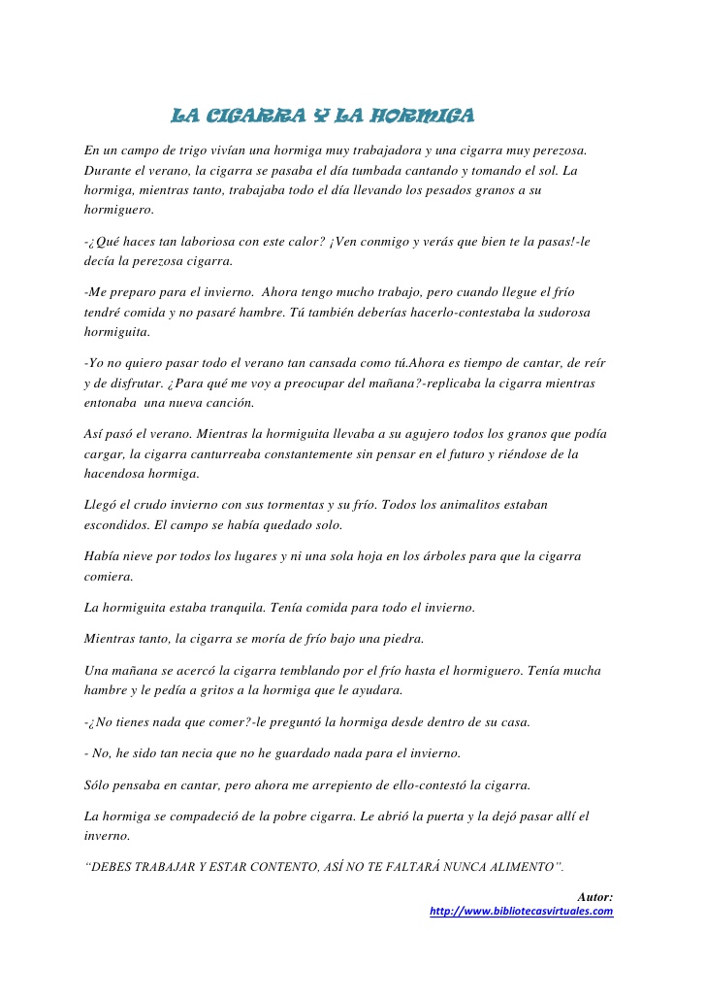 LA CIGARRA Y LA HORMIGA
En un campo de trigo vivían una hormiga muy trabajadora y una cigarra muy perezosa.
Durante el verano, la cigarra se pasaba el día tumbada cantando y tomando el sol. La
hormiga, mientras tanto, trabajaba todo el día llevando los pesados granos a su
hormiguero.
-¿Qué haces tan laboriosa con este calor? ¡Ven conmigo y verás que bien te la pasas!-le
decía la perezosa cigarra.
-Me preparo para el invierno.  Ahora tengo mucho trabajo, pero cuando llegue el frío
tendré comida y no pasaré hambre. Tú también deberías hacerlo-contestaba la sudorosa
hormiguita.
-Yo no quiero pasar todo el verano tan cansada como tú.Ahora es tiempo de cantar, de reír
y de disfrutar. ¿Para qué me voy a preocupar del mañana?-replicaba la cigarra mientras
entonaba  una nueva canción.
Así pasó el verano. Mientras la hormiguita llevaba a su agujero todos los granos que podía
cargar, la cigarra canturreaba constantemente sin pensar en el futuro y riéndose de la
hacendosa hormiga.
Llegó el crudo invierno con sus tormentas y su frío. Todos los animalitos estaban
escondidos. El campo se había quedado solo.
Había nieve por todos los lugares y ni una sola hoja en los árboles para que la cigarra
comiera.
La hormiguita estaba tranquila. Tenía comida para todo el invierno.
Mientras tanto, la cigarra se moría de frío bajo una piedra.
Una mañana se acercó la cigarra temblando por el frío hasta el hormiguero. Tenía mucha
hambre y le pedía a gritos a la hormiga que le ayudara.
-¿No tienes nada que comer?-le preguntó la hormiga desde dentro de su casa.
- No, he sido tan necia que no he guardado nada para el invierno.
Sólo pensaba en cantar, pero ahora me arrepiento de ello-contestó la cigarra.
La hormiga se compadeció de la pobre cigarra. Le abrió la puerta y la dejó pasar allí el
inverno.
“DEBES TRABAJAR Y ESTAR CONTENTO, ASÍ NO TE FALTARÁ NUNCA ALIMENTO”.
Autor:
http://www.bibliotecasvirtuales.com